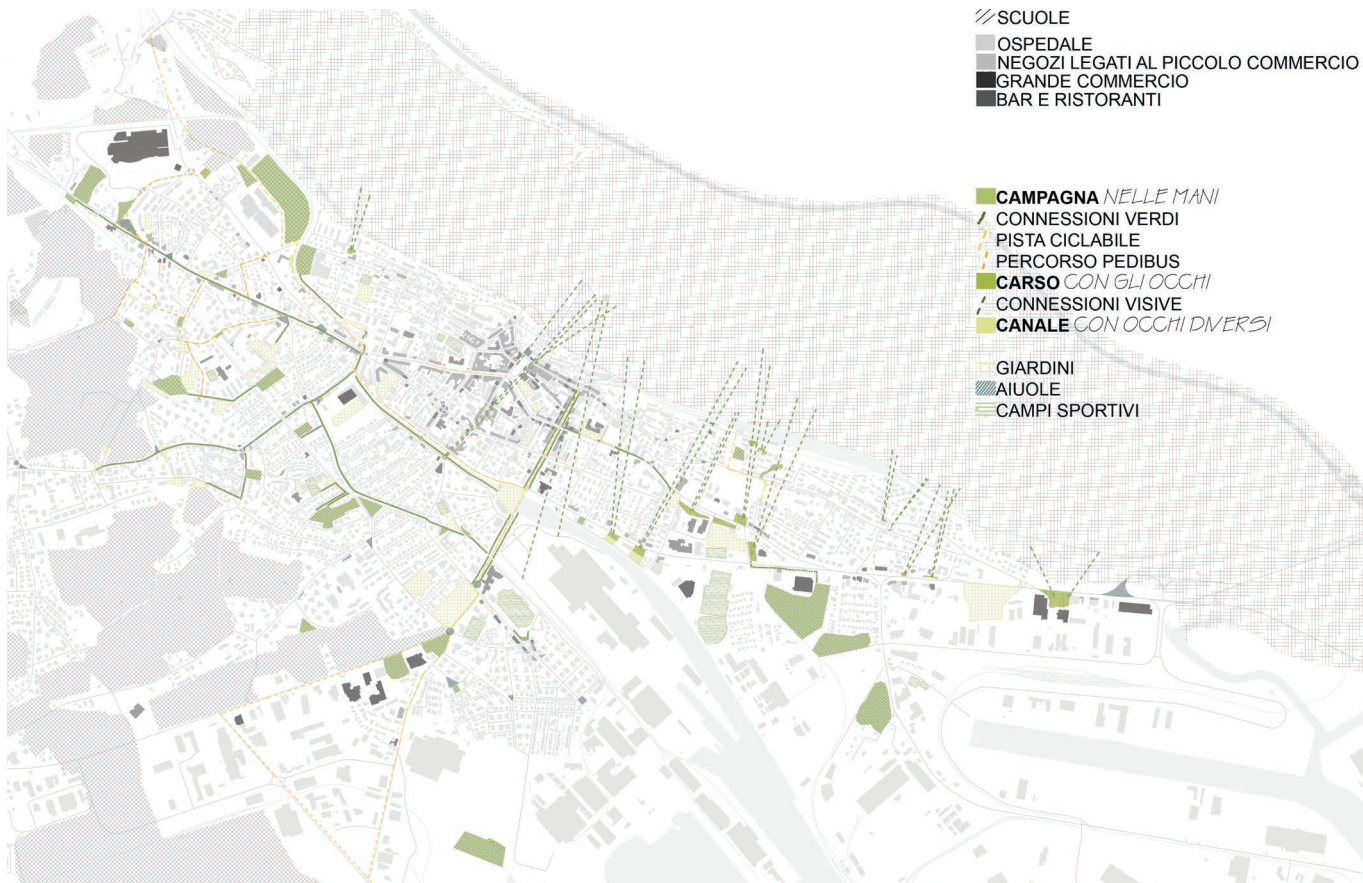 SCUOLE
OSPEDALE
NEGOZI LEGATI AL PICCOLO COMMERCIO
GRANDE COMMERCIO
BAR E RISTORANTI
CAMPAGNA NELLE MANI
CONNESSIONI VERDI
PISTA CICLABILE
PERCORSO PEDIBUS
CARSO CON GLI OCCHI
CONNESSIONI VISIVE
CANALE CON OCCHI DIVERSI
GIARDINI
AIUOLE
CAMPI SPORTIVI